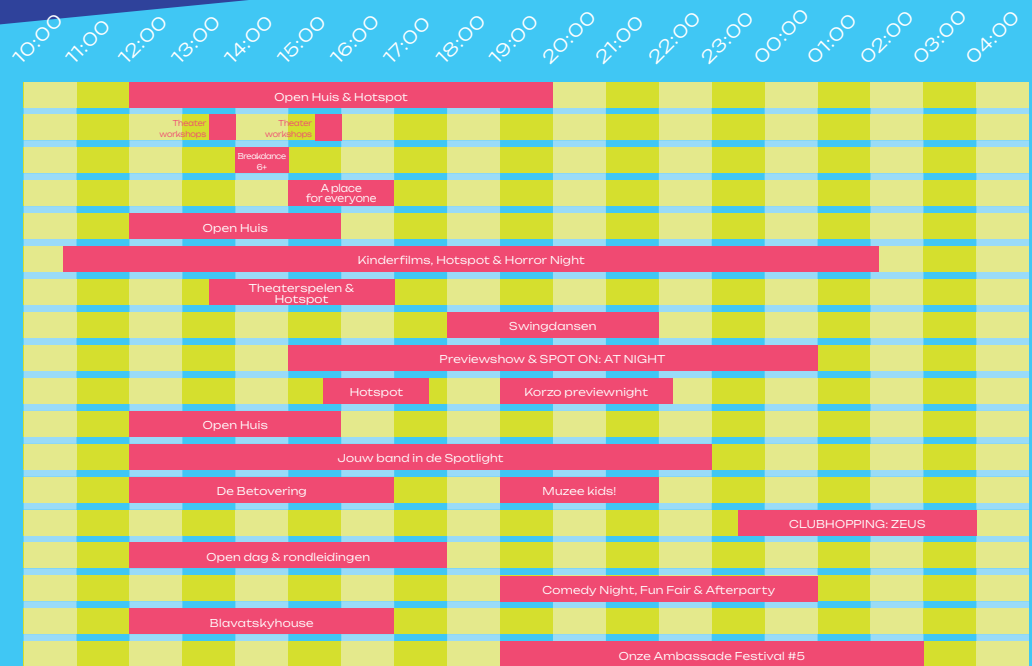 10:00
11:00
12:00
13:00
14:00
15:00
16:00
17:00
18:00
19:00
20:00
21:00
22:00
23:00
00:00
01:00
02:00
03:00
04:00
Open Huis & Hotspot
Theater
workshops
Theater
workshops
Breakdance
6+
A place
for everyone
Open Huis
Kinderfilms, Hotspot & Horror Night
Theaterspelen &
Hotspot
Swingdansen
Previewshow & SPOT ON: AT NIGHT
Hotspot
Korzo previewnight
Open Huis
Jouw band in de Spotlight
De Betovering
Muzee kids!
CLUBHOPPING: ZEUS
Open dag & rondleidingen
Comedy Night, Fun Fair & Afterparty
Blavatskyhouse
Onze Ambassade Festival #5